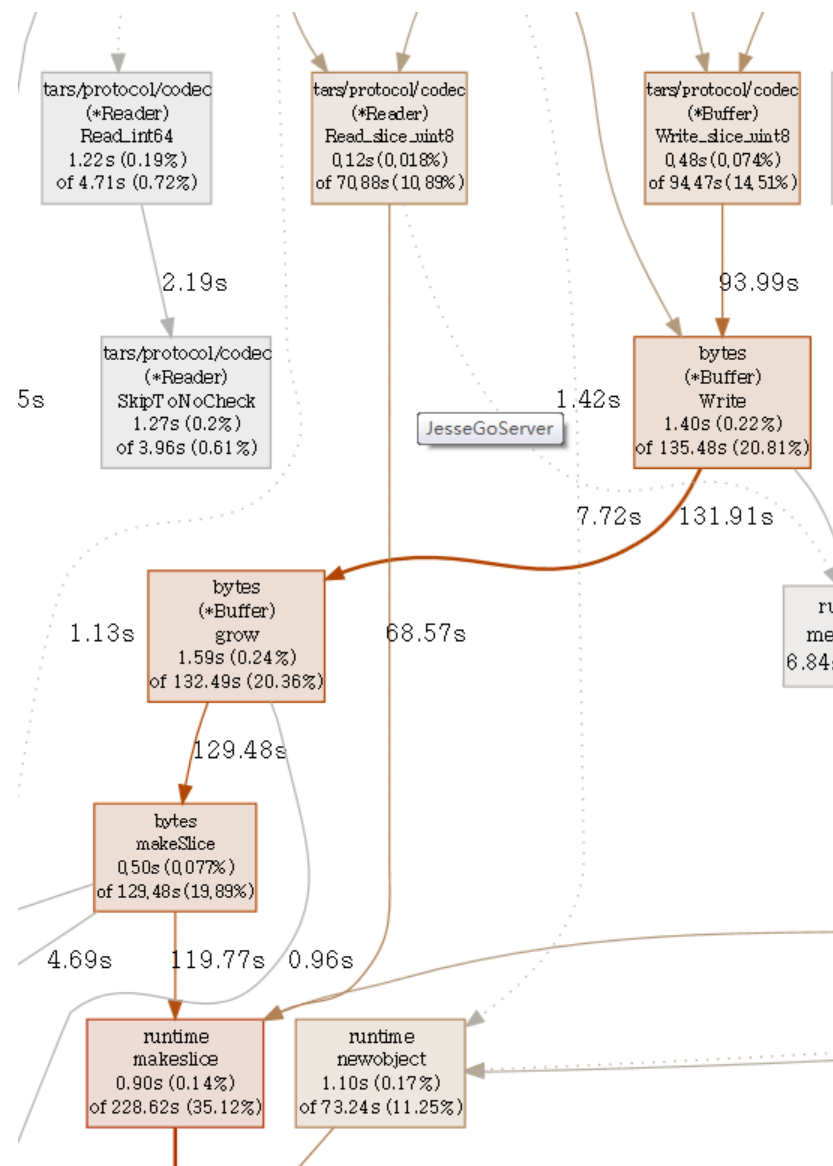 tars/protocol/codec
(*Reader)
Read_int64
1.22s (0.19%)
of 4.71s (0.72%)
tars/protocol/codec
(*Reader)
Read_slice_uint8
0.12s (0.018%)
of 70.88s (10.89%)
tars/protocol/codec
(*Buffer)
Write_slice_uint8
0.48s (0.074%)
of 94.47s (14.51%)
2.19s
93.99s
tars/protocol/codec
(*Reader)
SkipToNoCheck
1.27s (0.2%)
of 3.96s (0.61%)
5s
JesseGoServer
1.42s
bytes
(*Buffer)
Write
1.40s (0.22%)
of 135.48s (20.81%)
7.72s
131.91s
bytes
(*Buffer)
grow
1.59s (0.24%)
of 132.49s (20.36%)
1.13s
68.57s
ru
me
6.84s
129.48s
bytes
makeSlice
0.50s (0.077%)
of 129.48s (19.89%)
4.69s
119.77s
0.96s
runtime
makeslice
0.90s (0.14%)
of 228.62s (35.12%)
runtime
newobject
1.10s (0.17%)
of 73.24s (11.25%)